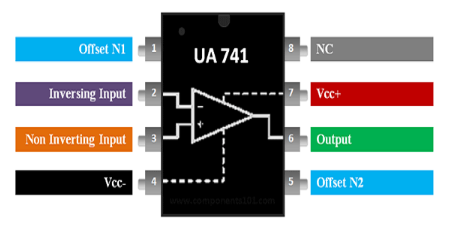 Offset N1 1 8 NC
UA 741
Inversing Input 2 7 Vcc+
Non Inverting Input 3 6 Output
Vcc- 4 5 Offset N2
- 
+
www.components101.com